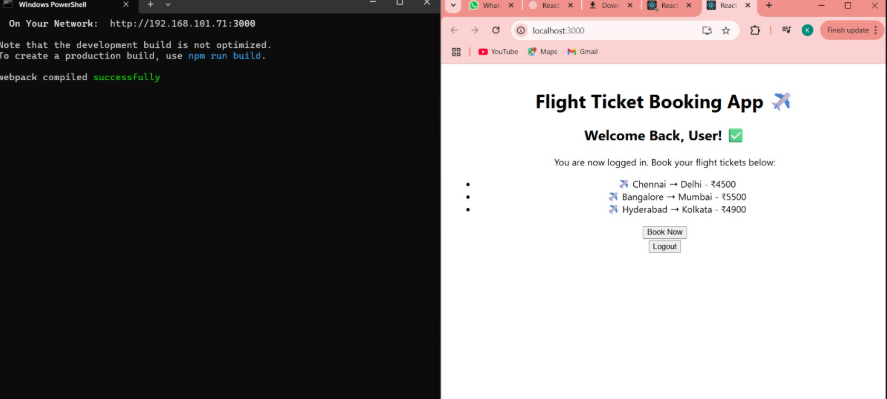 Windows PowerShell
On Your Network: http://192.168.101.71:3000
Note that the development build is not optimized.
To create a production build, use npm run build.
webpack compiled successfully
Whats React Down React React
localhost:3000
K
Finish update
YouTube Maps Gmail
Flight Ticket Booking App ✈️
Welcome Back, User! ✅
You are now logged in. Book your flight tickets below:
• ✈️ Chennai → Delhi - ₹4500
• ✈️ Bangalore → Mumbai - ₹5500
• ✈️ Hyderabad → Kolkata - ₹4900
Book Now
Logout